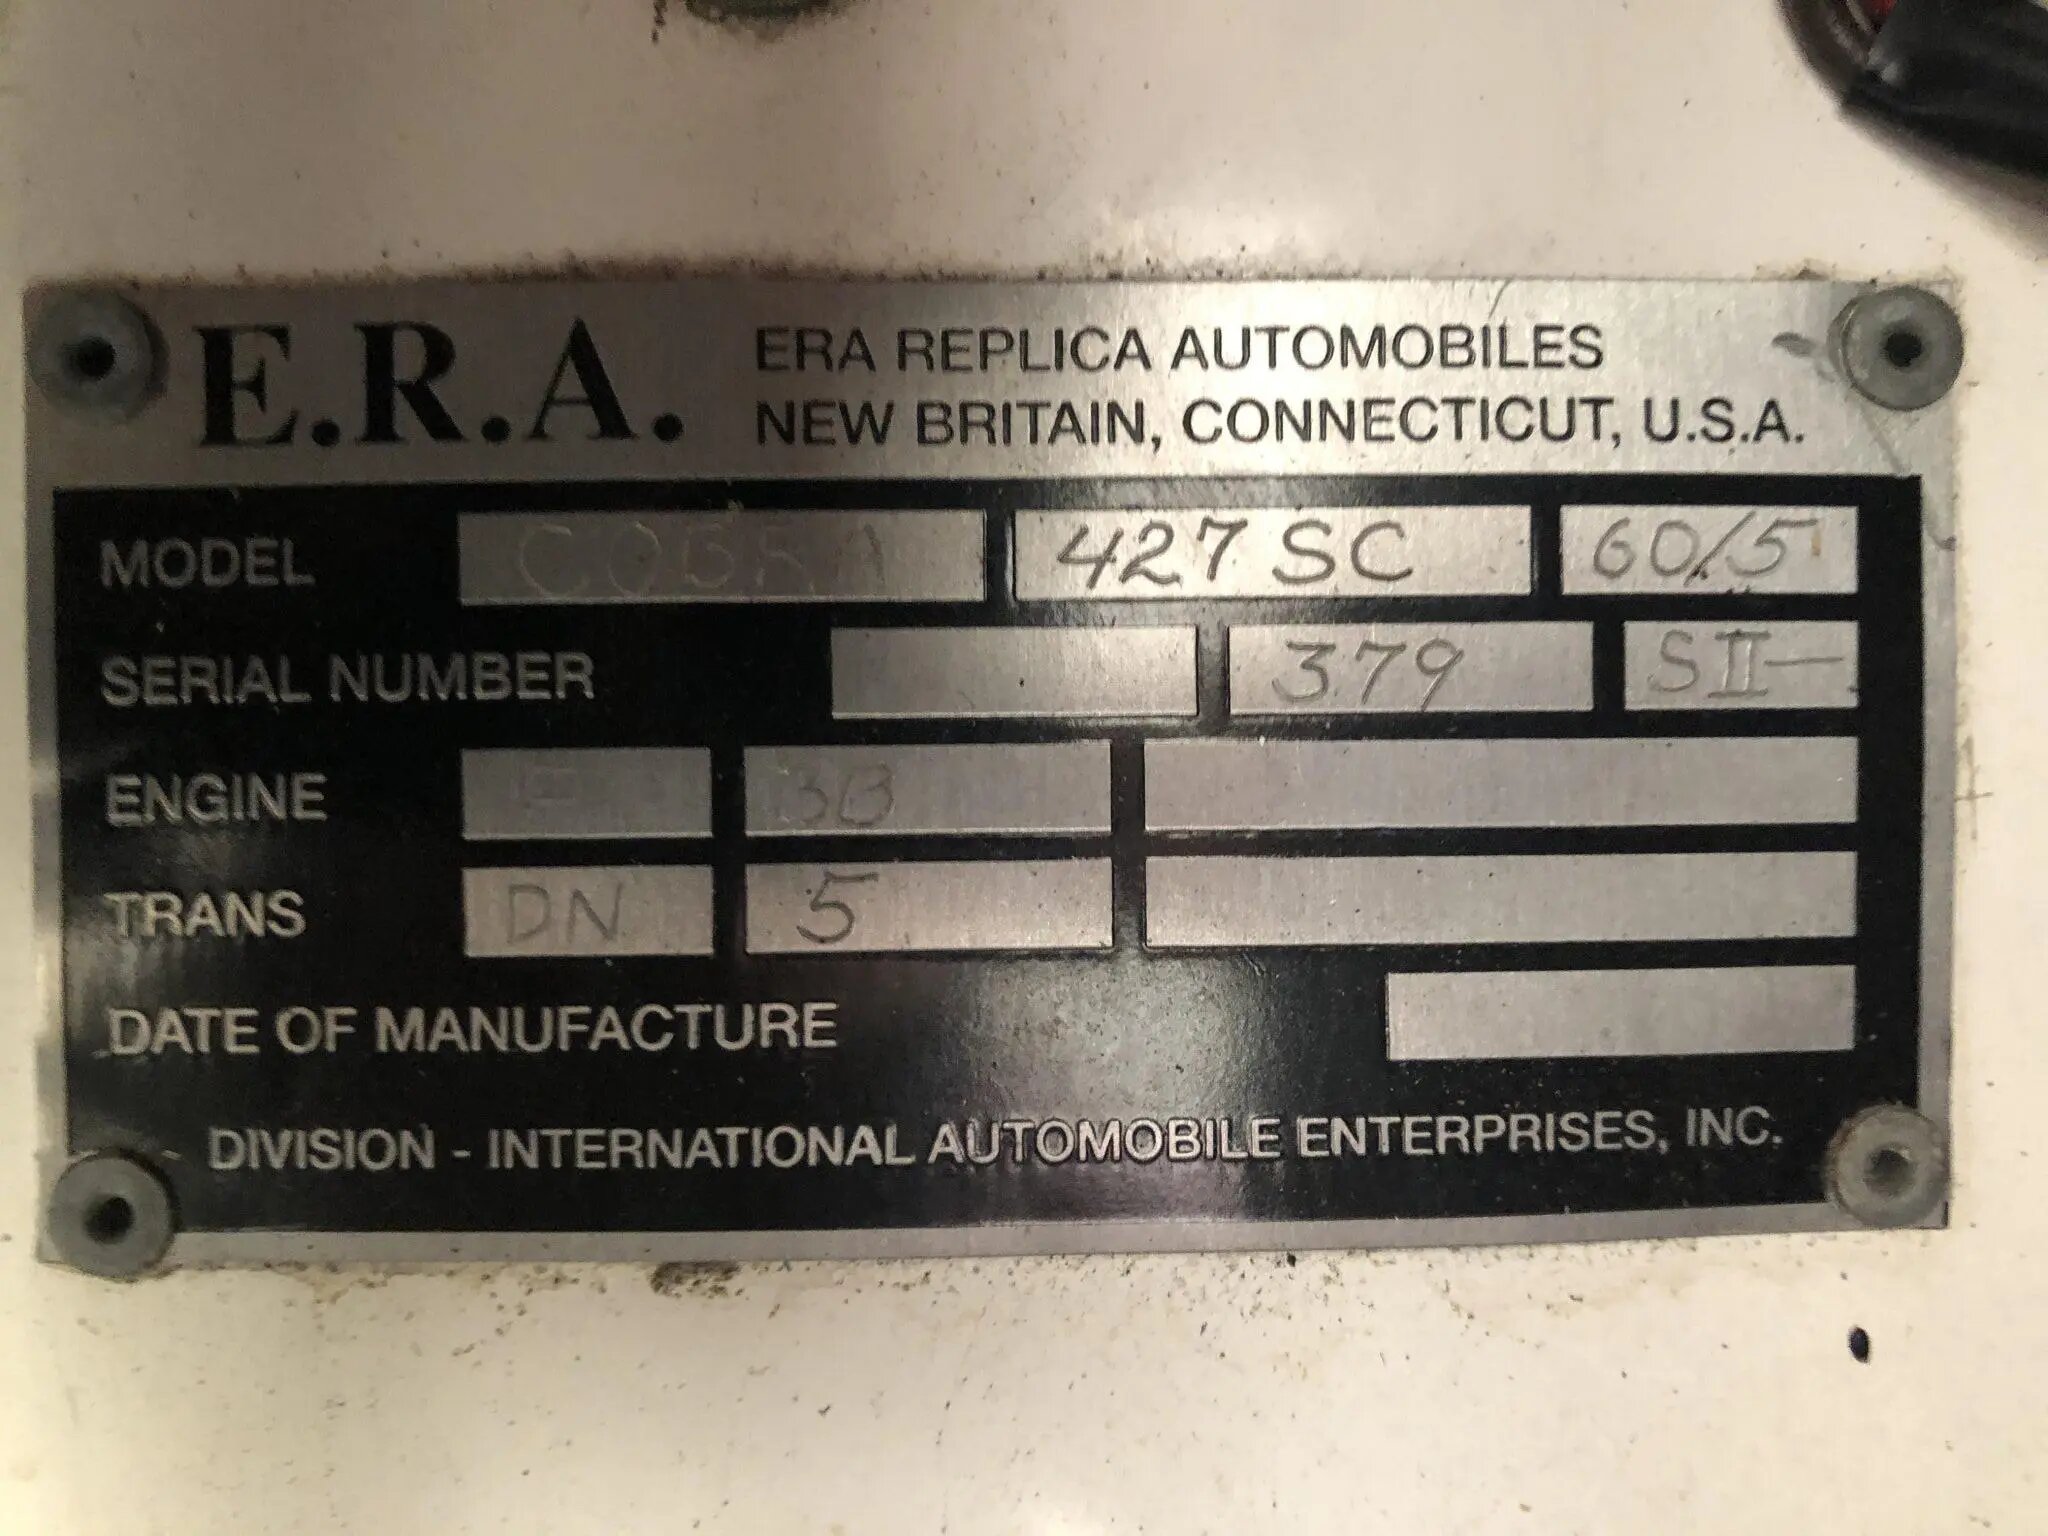 E.R.A. ERA REPLICA AUTOMOBILES
NEW BRITAIN, CONNECTICUT, U.S.A.
MODEL COBRA 427 SC 60/5
SERIAL NUMBER 379 SII-
ENGINE 3B
TRANS DN 5
DATE OF MANUFACTURE
DIVISION - INTERNATIONAL AUTOMOBILE ENTERPRISES, INC.